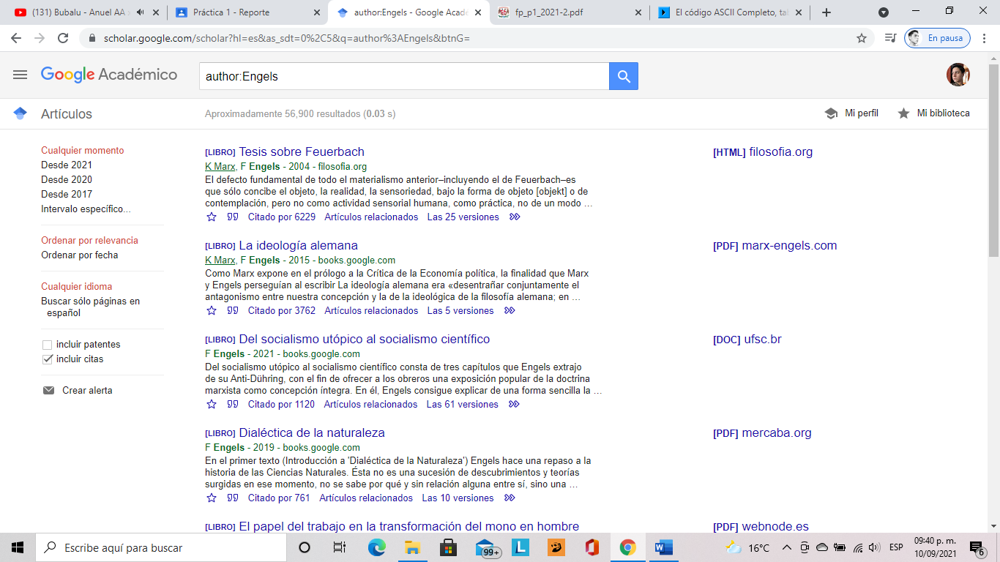 (131) Bubalu - Anuel AA x
Práctica 1 - Reporte
author:Engels - Google Acadé
fp_p1_2021-2.pdf
El código ASCII Completo, tal
scholar.google.com/scholar?hl=es&as_sdt=0%2C5&q=author%3AEngels&btnG=
En pausa
Google Académico
author:Engels
Artículos
Aproximadamente 56,900 resultados (0.03 s)
Mi perfil
Mi biblioteca
Cualquier momento
Desde 2021
Desde 2020
Desde 2017
Intervalo específico...
Ordenar por relevancia
Ordenar por fecha
Cualquier idioma
Buscar sólo páginas en
español
incluir patentes
incluir citas
Crear alerta
[LIBRO] Tesis sobre Feuerbach
K Marx, F Engels - 2004 - filosofia.org
El defecto fundamental de todo el materialismo anterior–incluyendo el de Feuerbach–es
que sólo concibe el objeto, la realidad, la sensoriedad, bajo la forma de objeto [objekt] o de
contemplación, pero no como actividad sensorial humana, como práctica, no de un modo …
Citado por 6229 Artículos relacionados Las 25 versiones
[HTML] filosofia.org
[LIBRO] La ideología alemana
K Marx, F Engels - 2015 - books.google.com
Como Marx expone en el prólogo a la Crítica de la Economía política, la finalidad que Marx
y Engels perseguían al escribir La ideología alemana era «desentrañar conjuntamente el
antagonismo entre nuestra concepción y la de la ideológica de la filosofía alemana; en …
Citado por 3762 Artículos relacionados Las 5 versiones
[PDF] marx-engels.com
[LIBRO] Del socialismo utópico al socialismo científico
F Engels - 2021 - books.google.com
Del socialismo utópico al socialismo científico consta de tres capítulos que Engels extrajo
de su Anti-Dühring, con el fin de ofrecer a los obreros una exposición popular de la doctrina
marxista como concepción íntegra. En él, Engels consigue explicar de una forma sencilla la …
Citado por 1120 Artículos relacionados Las 61 versiones
[DOC] ufsc.br
[LIBRO] Dialéctica de la naturaleza
F Engels - 2019 - books.google.com
En el primer texto (Introducción a 'Dialéctica de la Naturaleza') Engels hace una repaso a la
historia de las Ciencias Naturales. Ésta no es una sucesión de descubrimientos y teorías
surgidas en ese momento, no se sabe por qué y sin relación alguna entre sí, sino una …
Citado por 761 Artículos relacionados Las 10 versiones
[PDF] mercaba.org
[LIBRO] El papel del trabajo en la transformación del mono en hombre
[PDF] webnode.es
Escribe aquí para buscar
99+
L
16°C
ESP
09:40 p. m.
10/09/2021
6